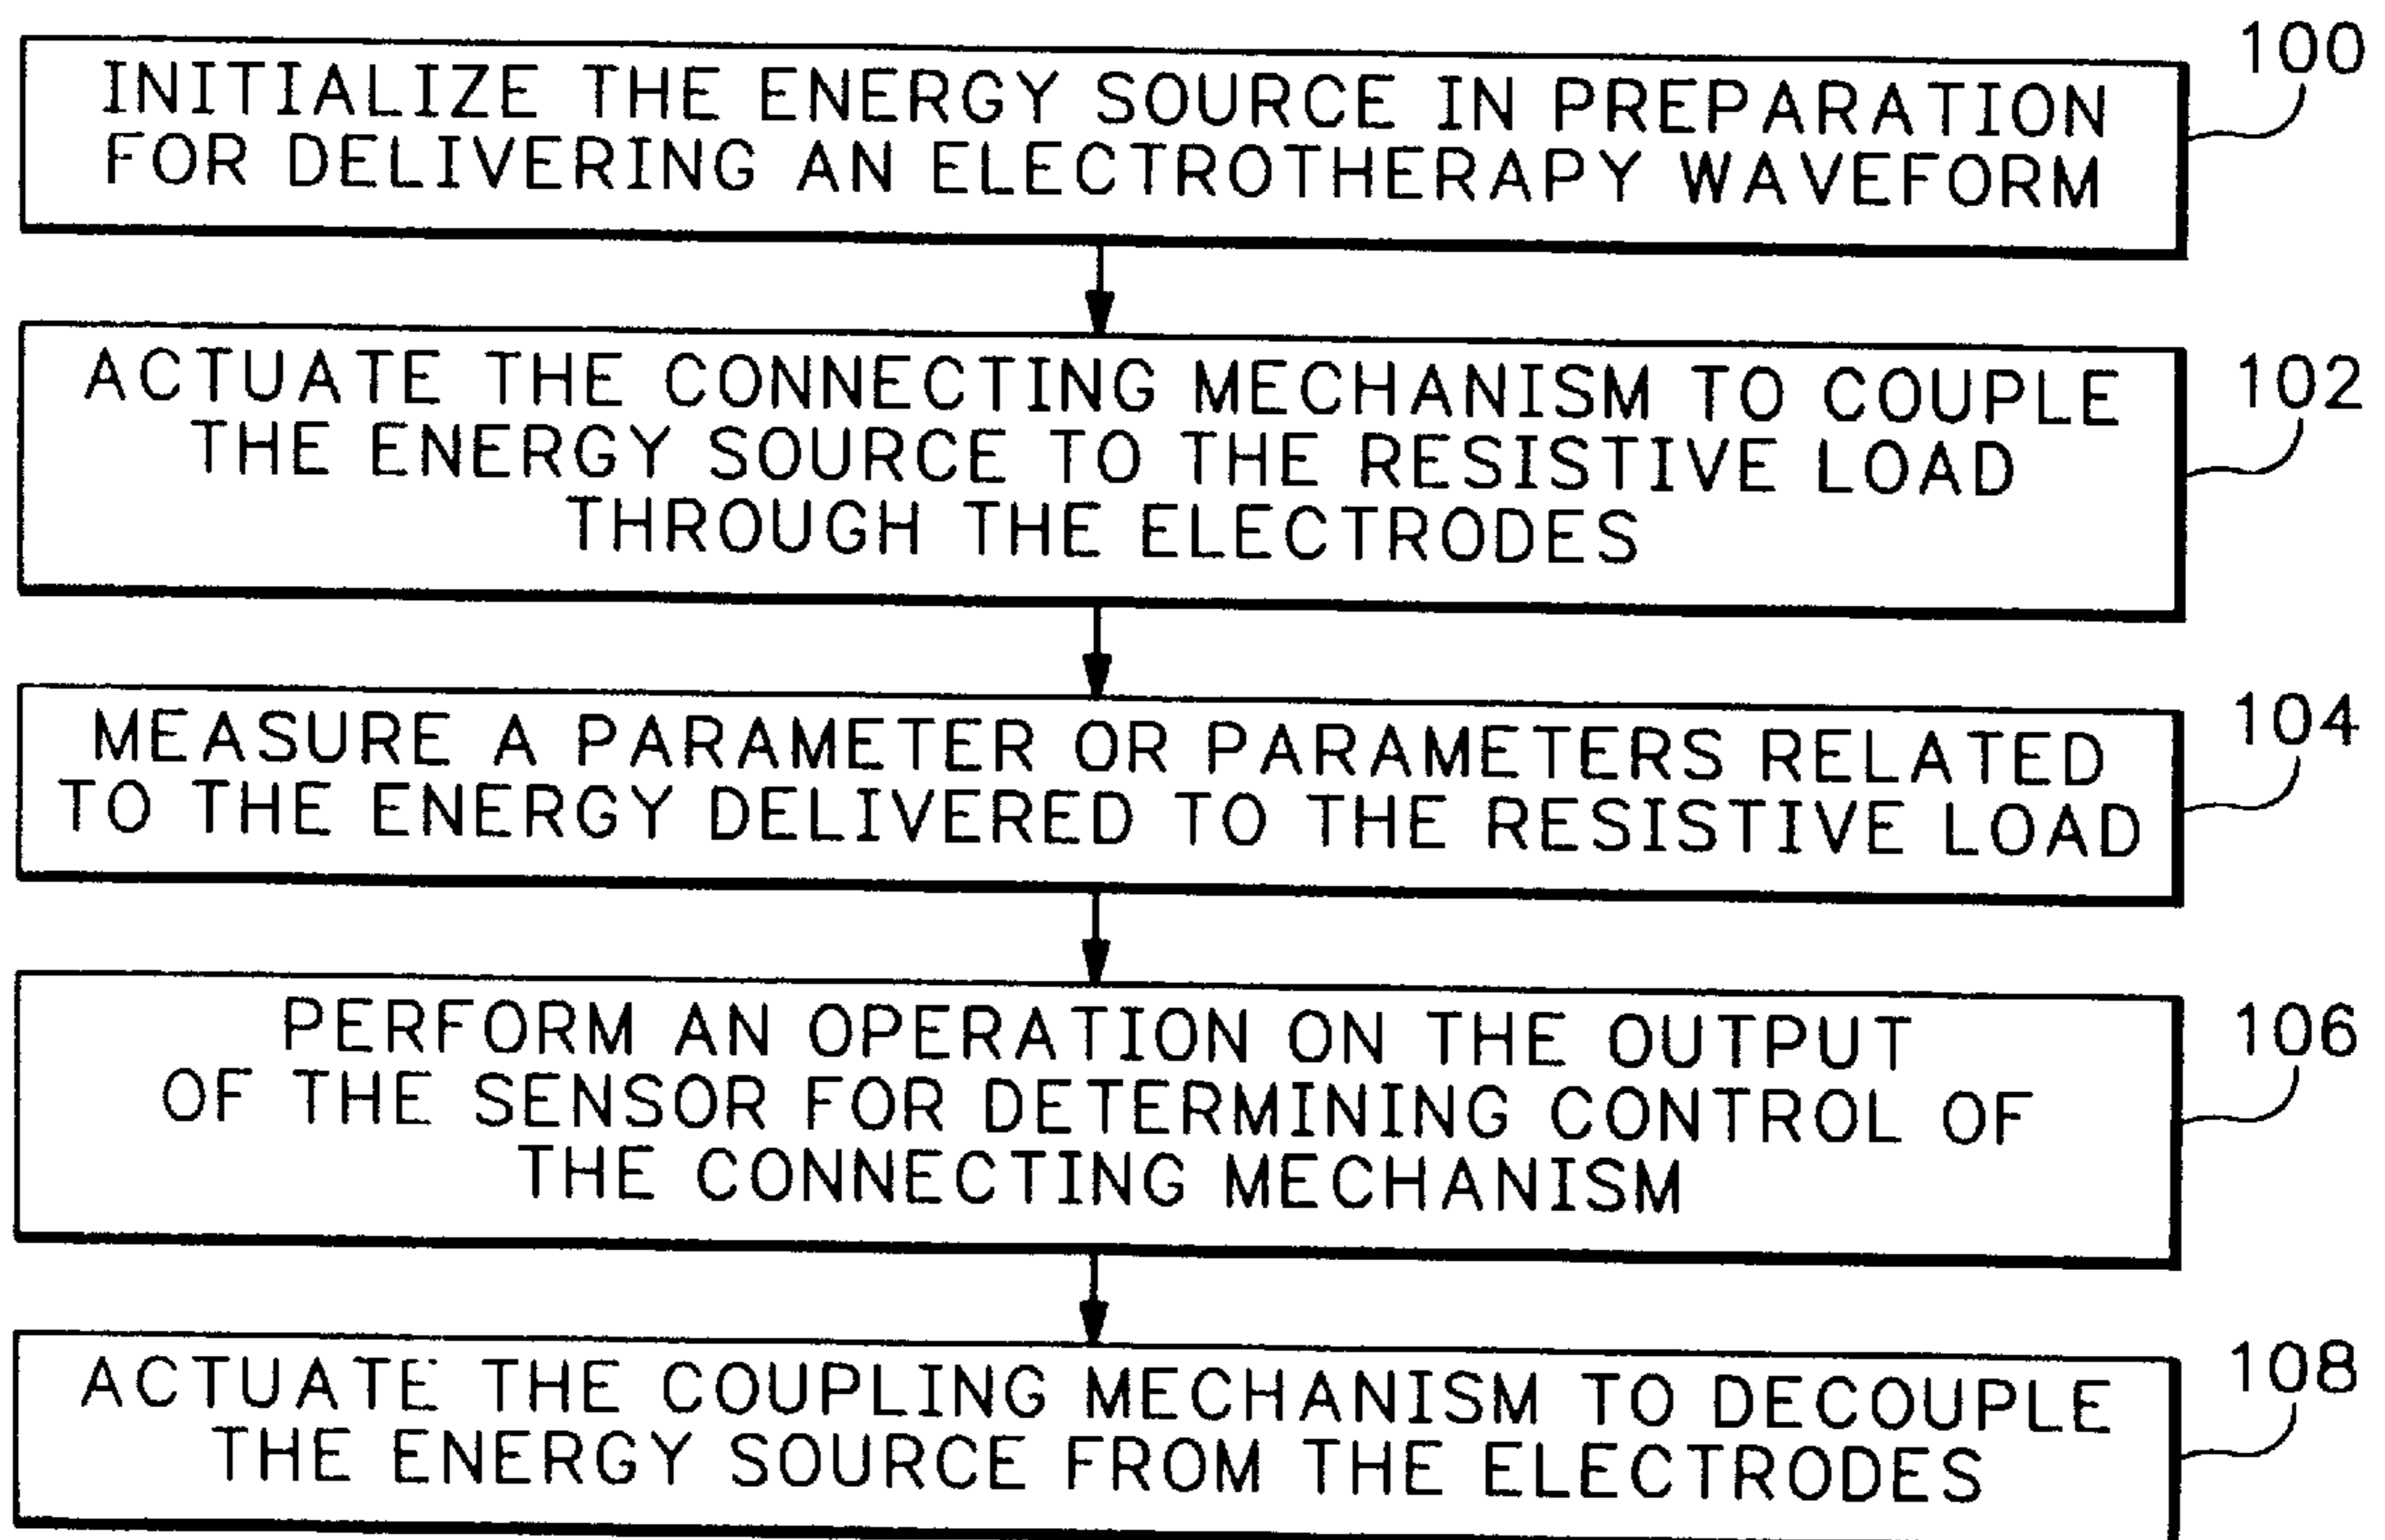 100
INITIALIZE THE ENERGY SOURCE IN PREPARATION
FOR DELIVERING AN ELECTROTHERAPY WAVEFORM
102
ACTUATE THE CONNECTING MECHANISM TO COUPLE
THE ENERGY SOURCE TO THE RESISTIVE LOAD
THROUGH THE ELECTRODES
104
MEASURE A PARAMETER OR PARAMETERS RELATED
TO THE ENERGY DELIVERED TO THE RESISTIVE LOAD
106
PERFORM AN OPERATION ON THE OUTPUT
OF THE SENSOR FOR DETERMINING CONTROL OF
THE CONNECTING MECHANISM
108
ACTUATE THE COUPLING MECHANISM TO DECOUPLE
THE ENERGY SOURCE FROM THE ELECTRODES